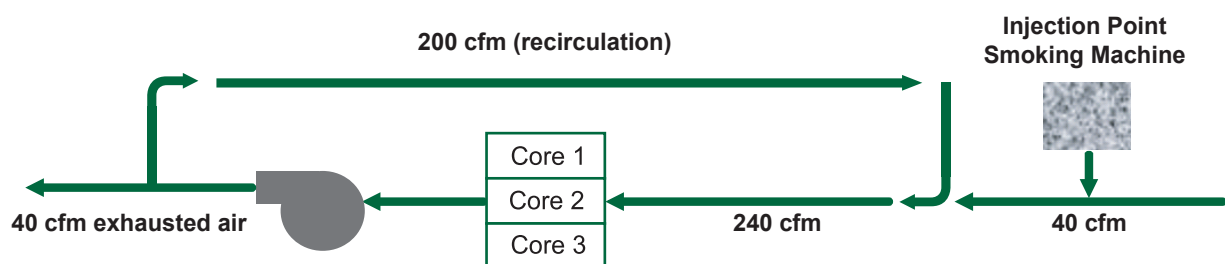 200 cfm (recirculation)
Injection Point
Smoking Machine
Core 1
Core 2
Core 3
40 cfm exhausted air
240 cfm
40 cfm